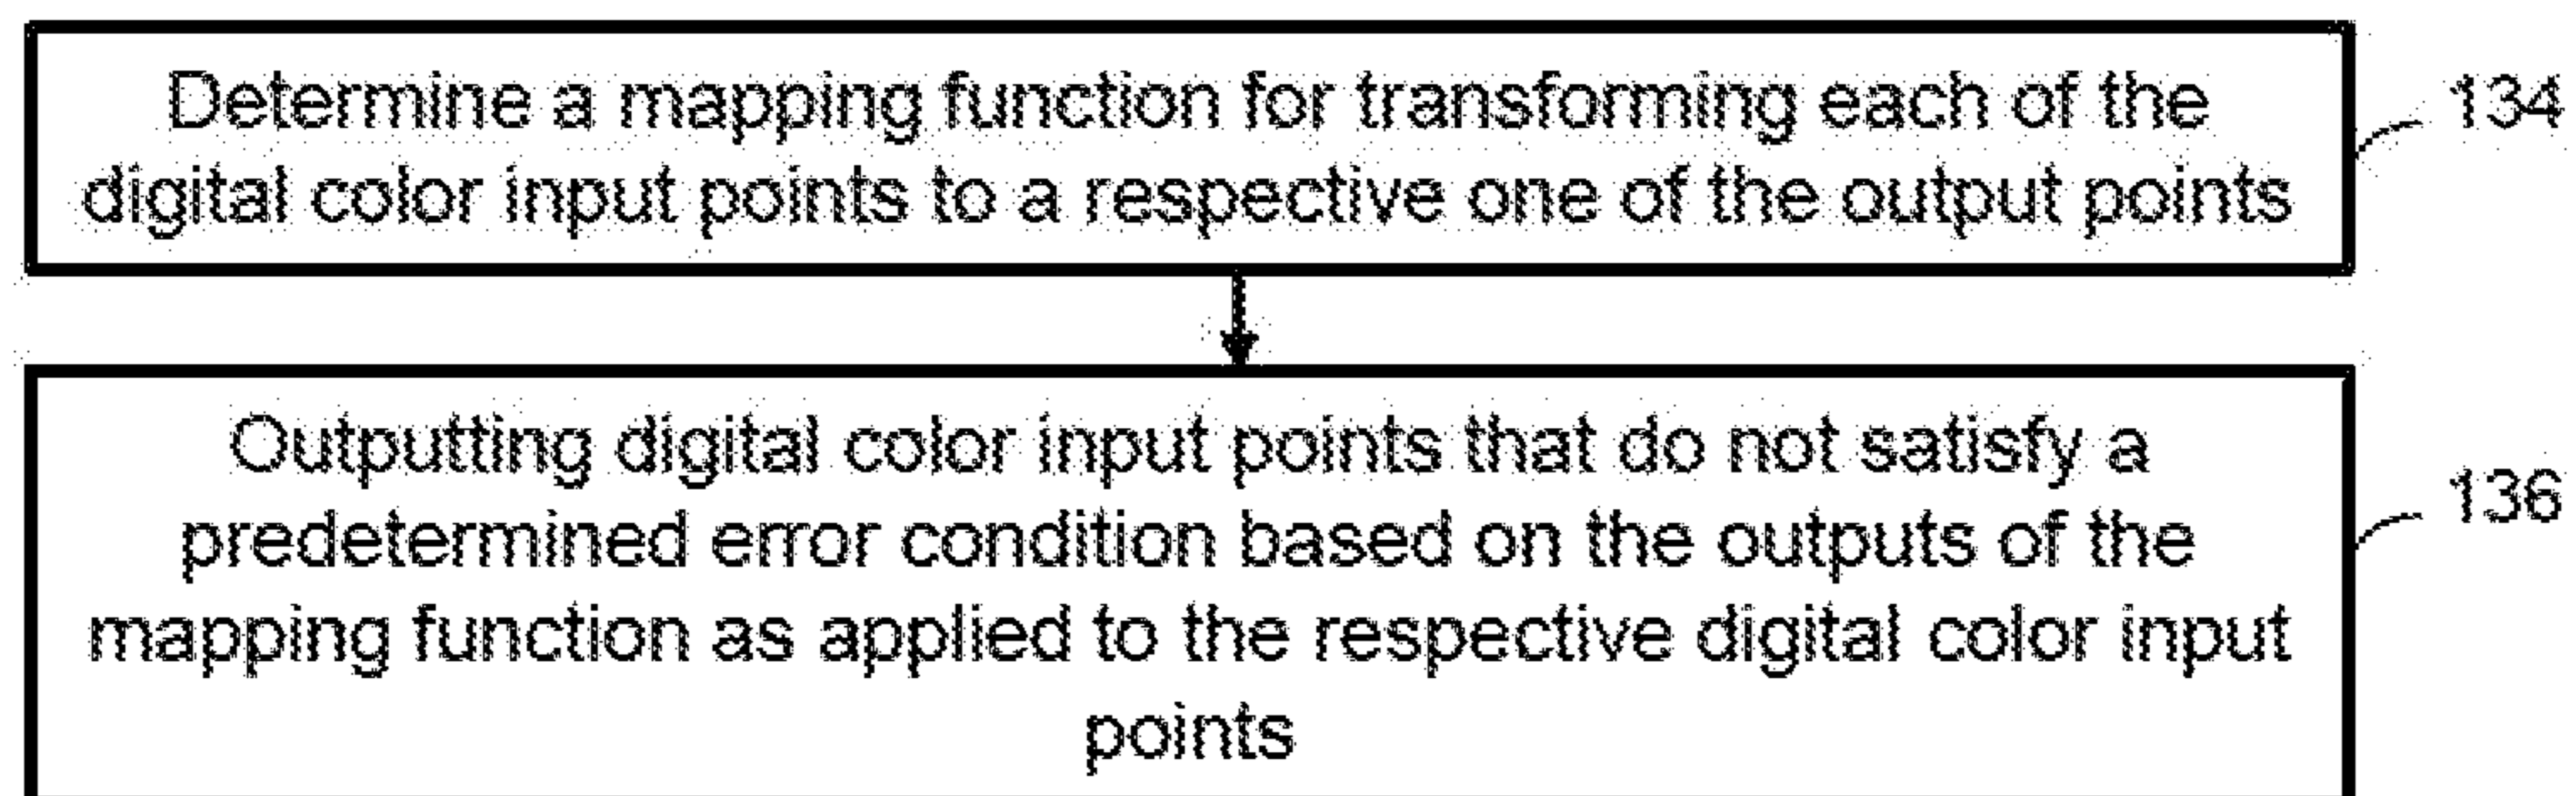 Determine a mapping function for transforming each of the
134
digital color input points to a respective one of the output points
Outputting digital color input points that do not satisfy a
136
predetermined error condition based on the outputs of the
mapping function as applied to the respective digital color input
points